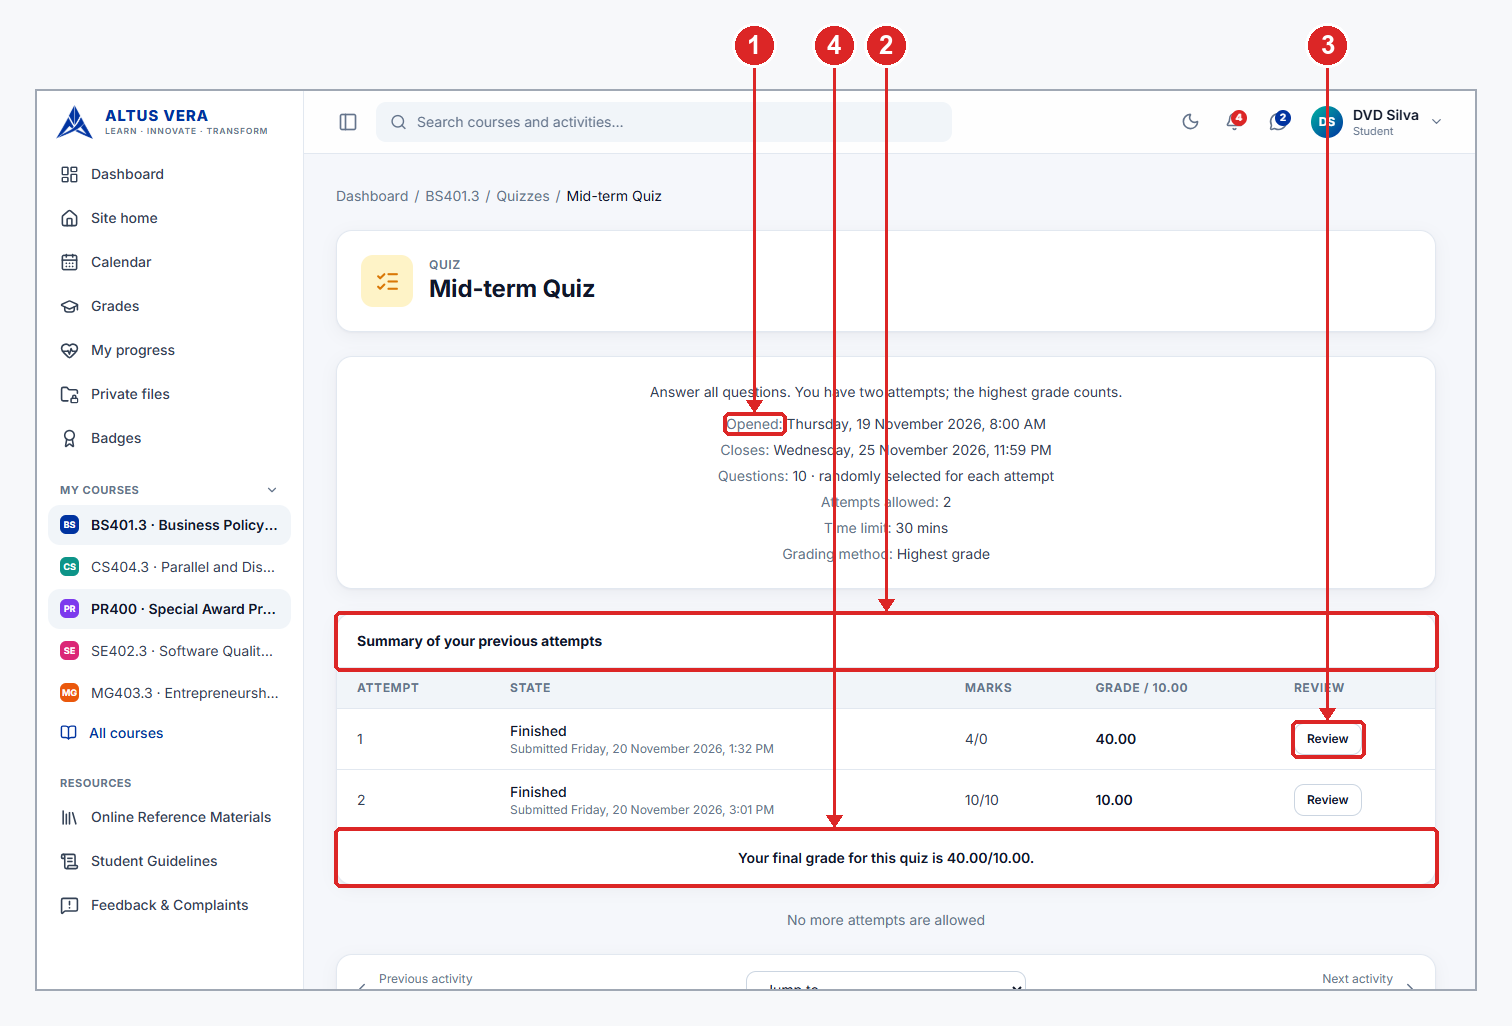 1
4
2
3
ALTUS VERA
LEARN · INNOVATE · TRANSFORM
Search courses and activities...
4
2
DS
DVD Silva
Student
Dashboard
Site home
Calendar
Grades
My progress
Private files
Badges
MY COURSES
BS BS401.3 · Business Policy...
CS CS404.3 · Parallel and Dis...
PR PR400 · Special Award Pr...
SE SE402.3 · Software Qualit...
MG MG403.3 · Entrepreneursh...
All courses
RESOURCES
Online Reference Materials
Student Guidelines
Feedback & Complaints
Dashboard / BS401.3 / Quizzes / Mid-term Quiz
QUIZ
Mid-term Quiz
Answer all questions. You have two attempts; the highest grade counts.
Opened: Thursday, 19 November 2026, 8:00 AM
Closes: Wednesday, 25 November 2026, 11:59 PM
Questions: 10 · randomly selected for each attempt
Attempts allowed: 2
Time limit: 30 mins
Grading method: Highest grade
Summary of your previous attempts
ATTEMPT STATE MARKS GRADE / 10.00 REVIEW
1 Finished 4/0 40.00 Review
Submitted Friday, 20 November 2026, 1:32 PM
2 Finished 10/10 10.00 Review
Submitted Friday, 20 November 2026, 3:01 PM
Your final grade for this quiz is 40.00/10.00.
No more attempts are allowed
Previous activity
Jump to...
Next activity